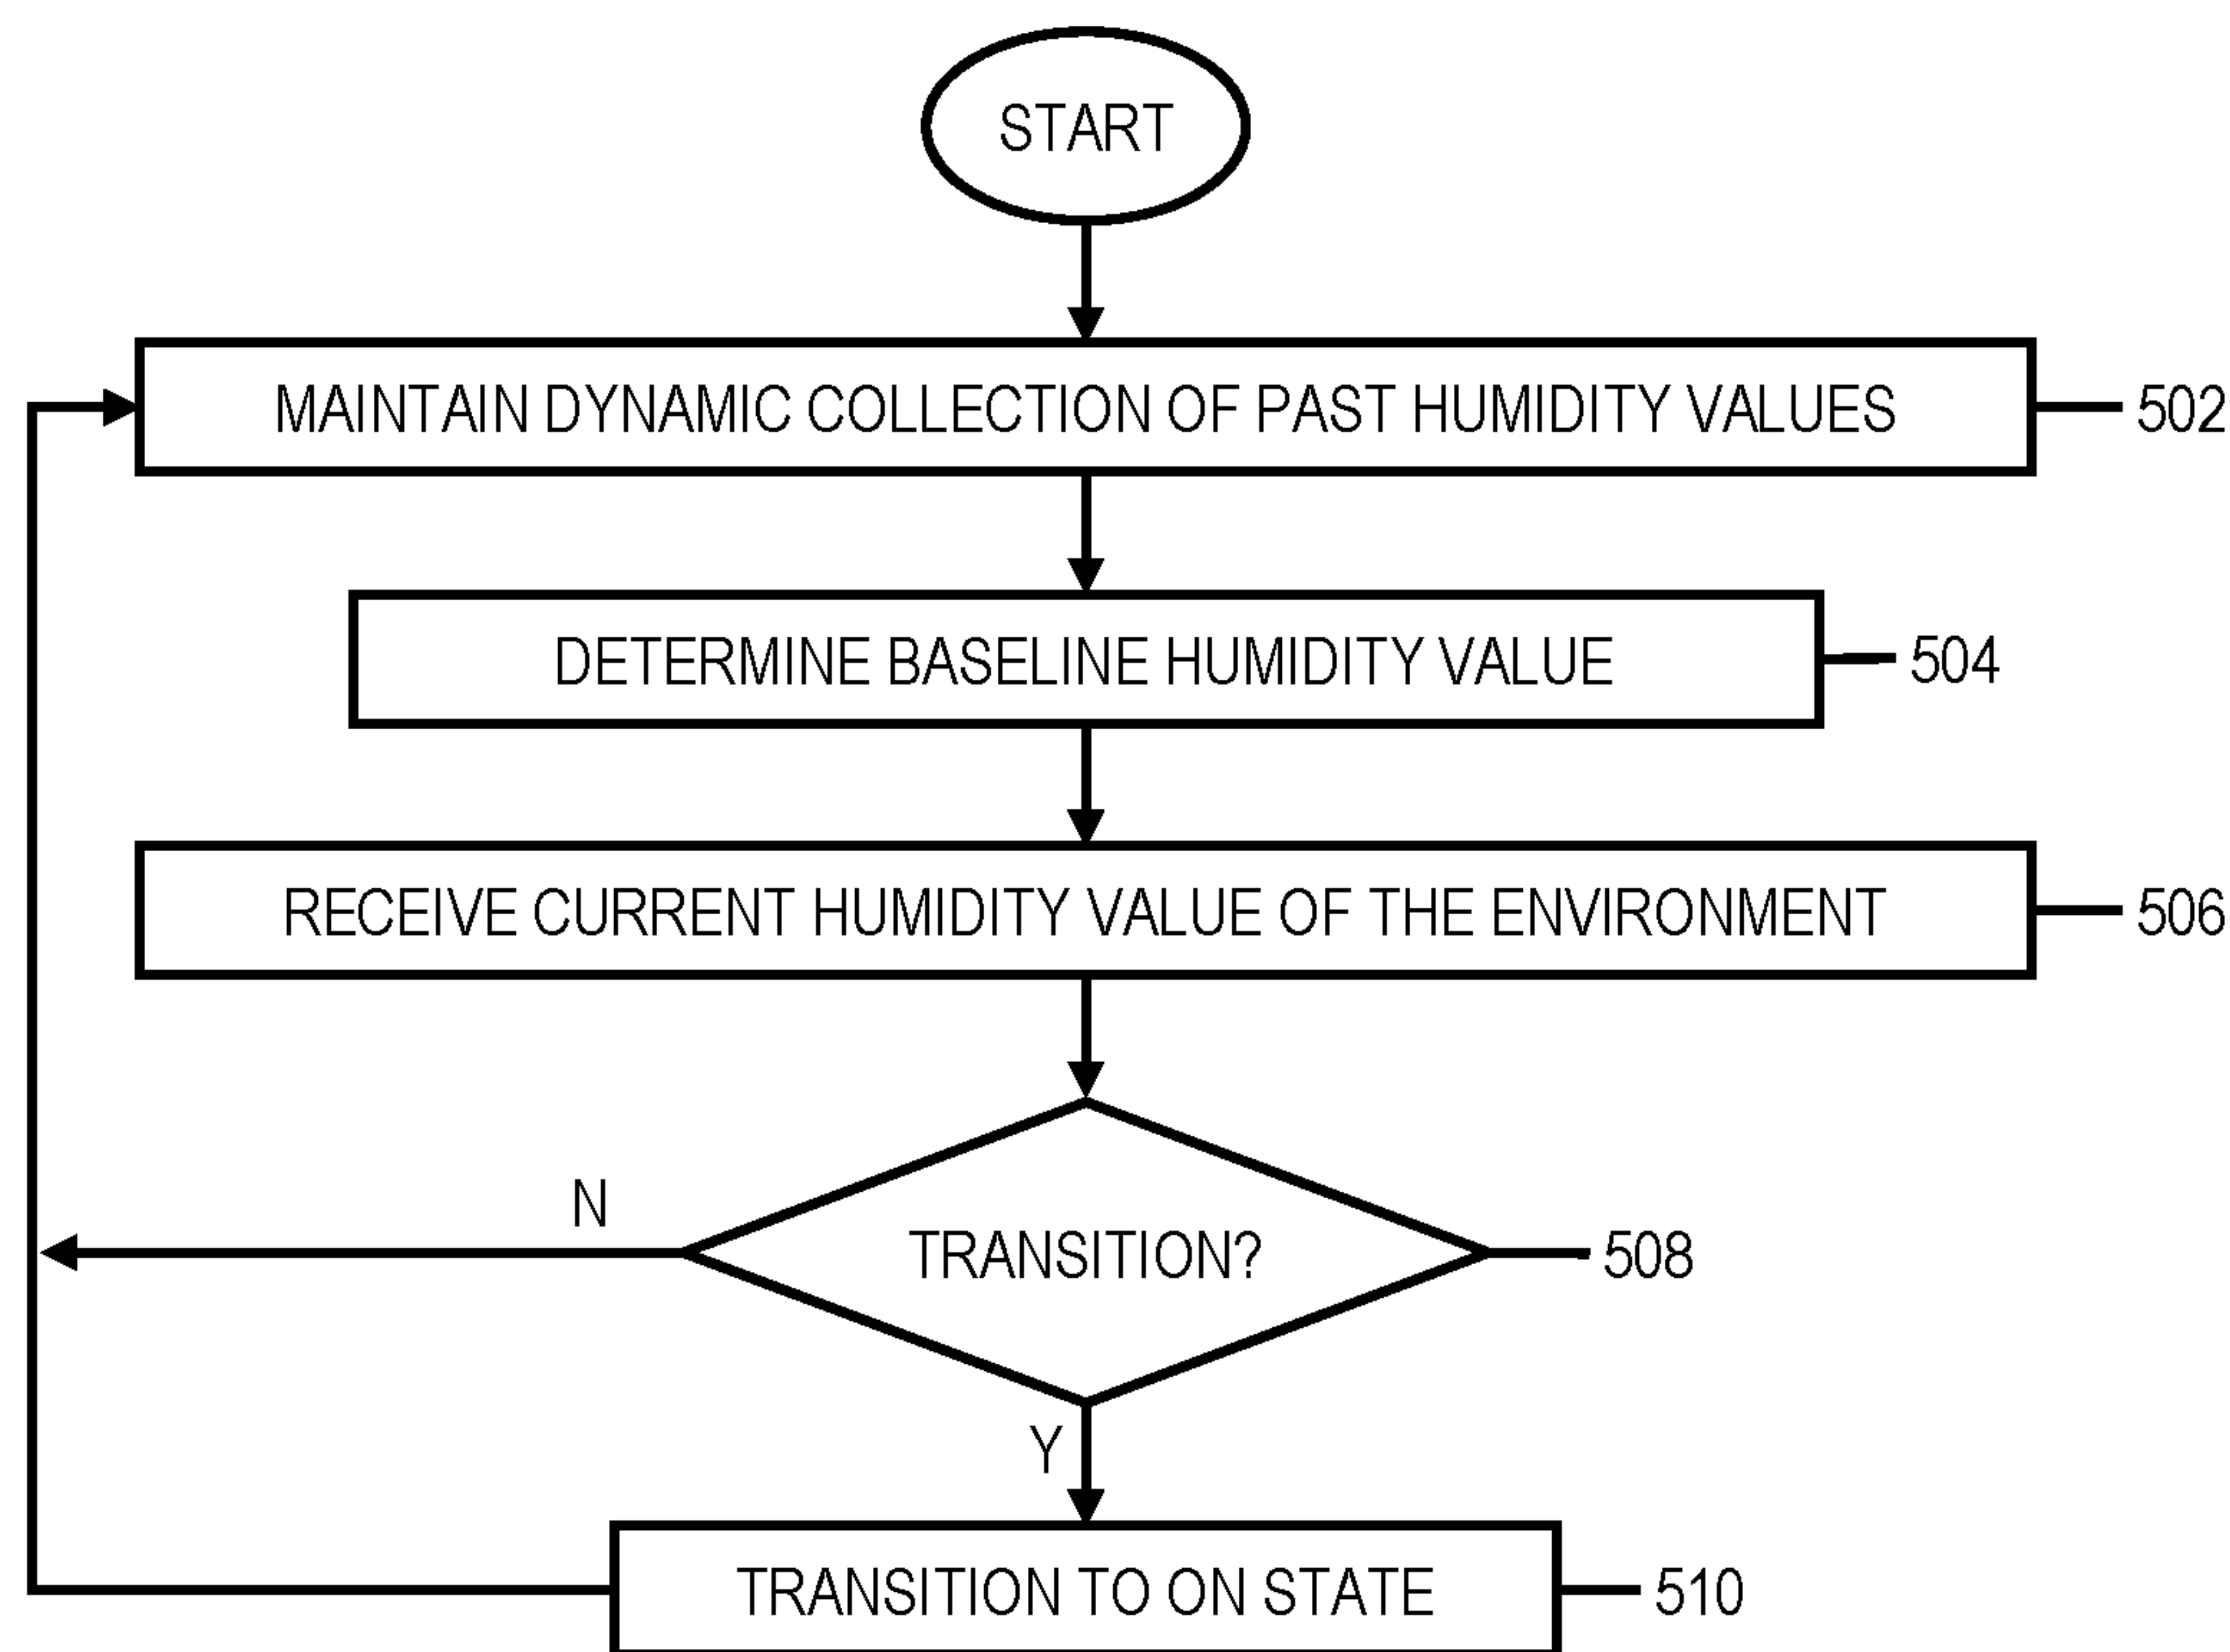 START
MAINTAIN DYNAMIC COLLECTION OF PAST HUMIDITY VALUES
502
DETERMINE BASELINE HUMIDITY VALUE
504
RECEIVE CURRENT HUMIDITY VALUE OF THE ENVIRONMENT
506
N
TRANSITION?
508
Y
TRANSITION TO ON STATE
510